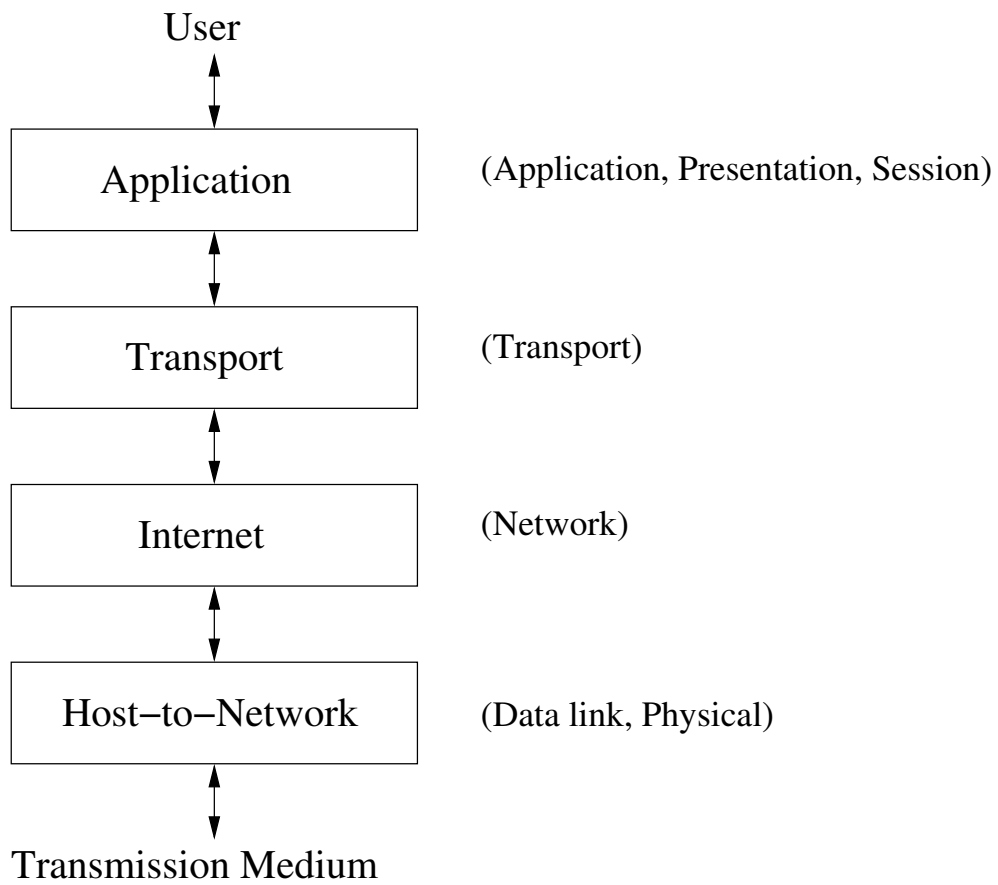 User
Application
(Application, Presentation, Session)
Transport
(Transport)
Internet
(Network)
Host−to−Network
(Data link, Physical)
Transmission Medium